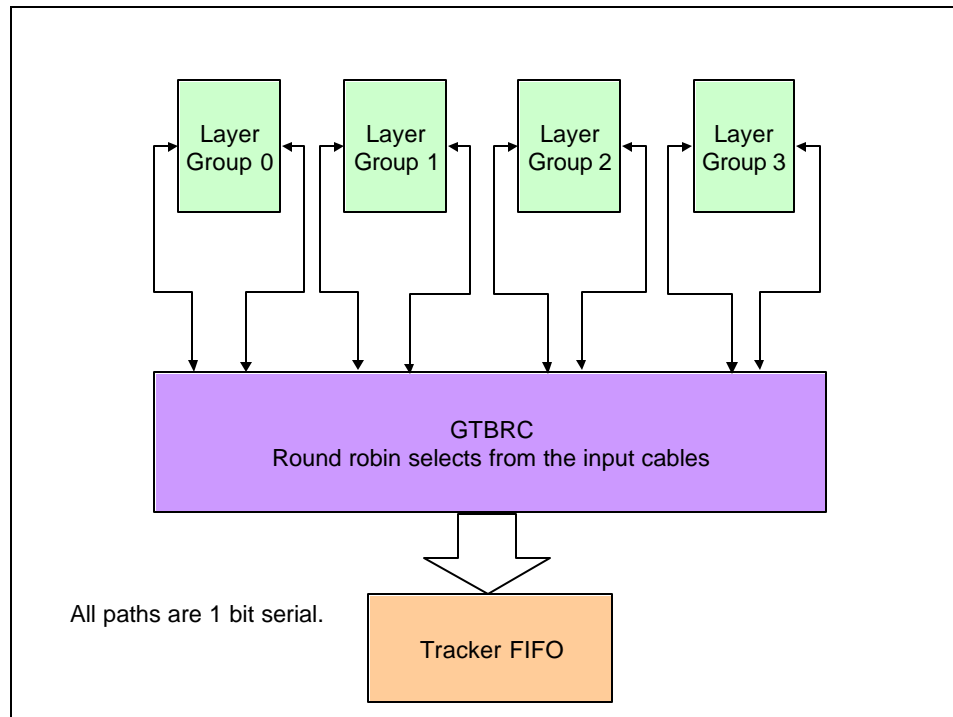 Layer
Group 0
Layer
Group 1
Layer
Group 2
Layer
Group 3
GTBRC
Round robin selects from the input cables
All paths are 1 bit serial.
Tracker FIFO